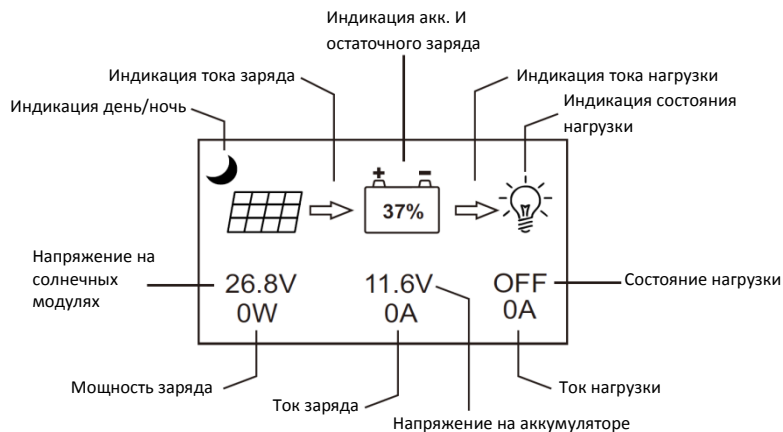 Индикация акк. И
остаточного заряда
Индикация тока заряда
Индикация тока нагрузки
Индикация день/ночь
Индикация состояния
нагрузки
+ −
37%
Напряжение на
солнечных
модулях
26.8V
11.6V
OFF
Состояние нагрузки
0W
0A
0A
Мощность заряда
Ток заряда
Ток нагрузки
Напряжение на аккумуляторе